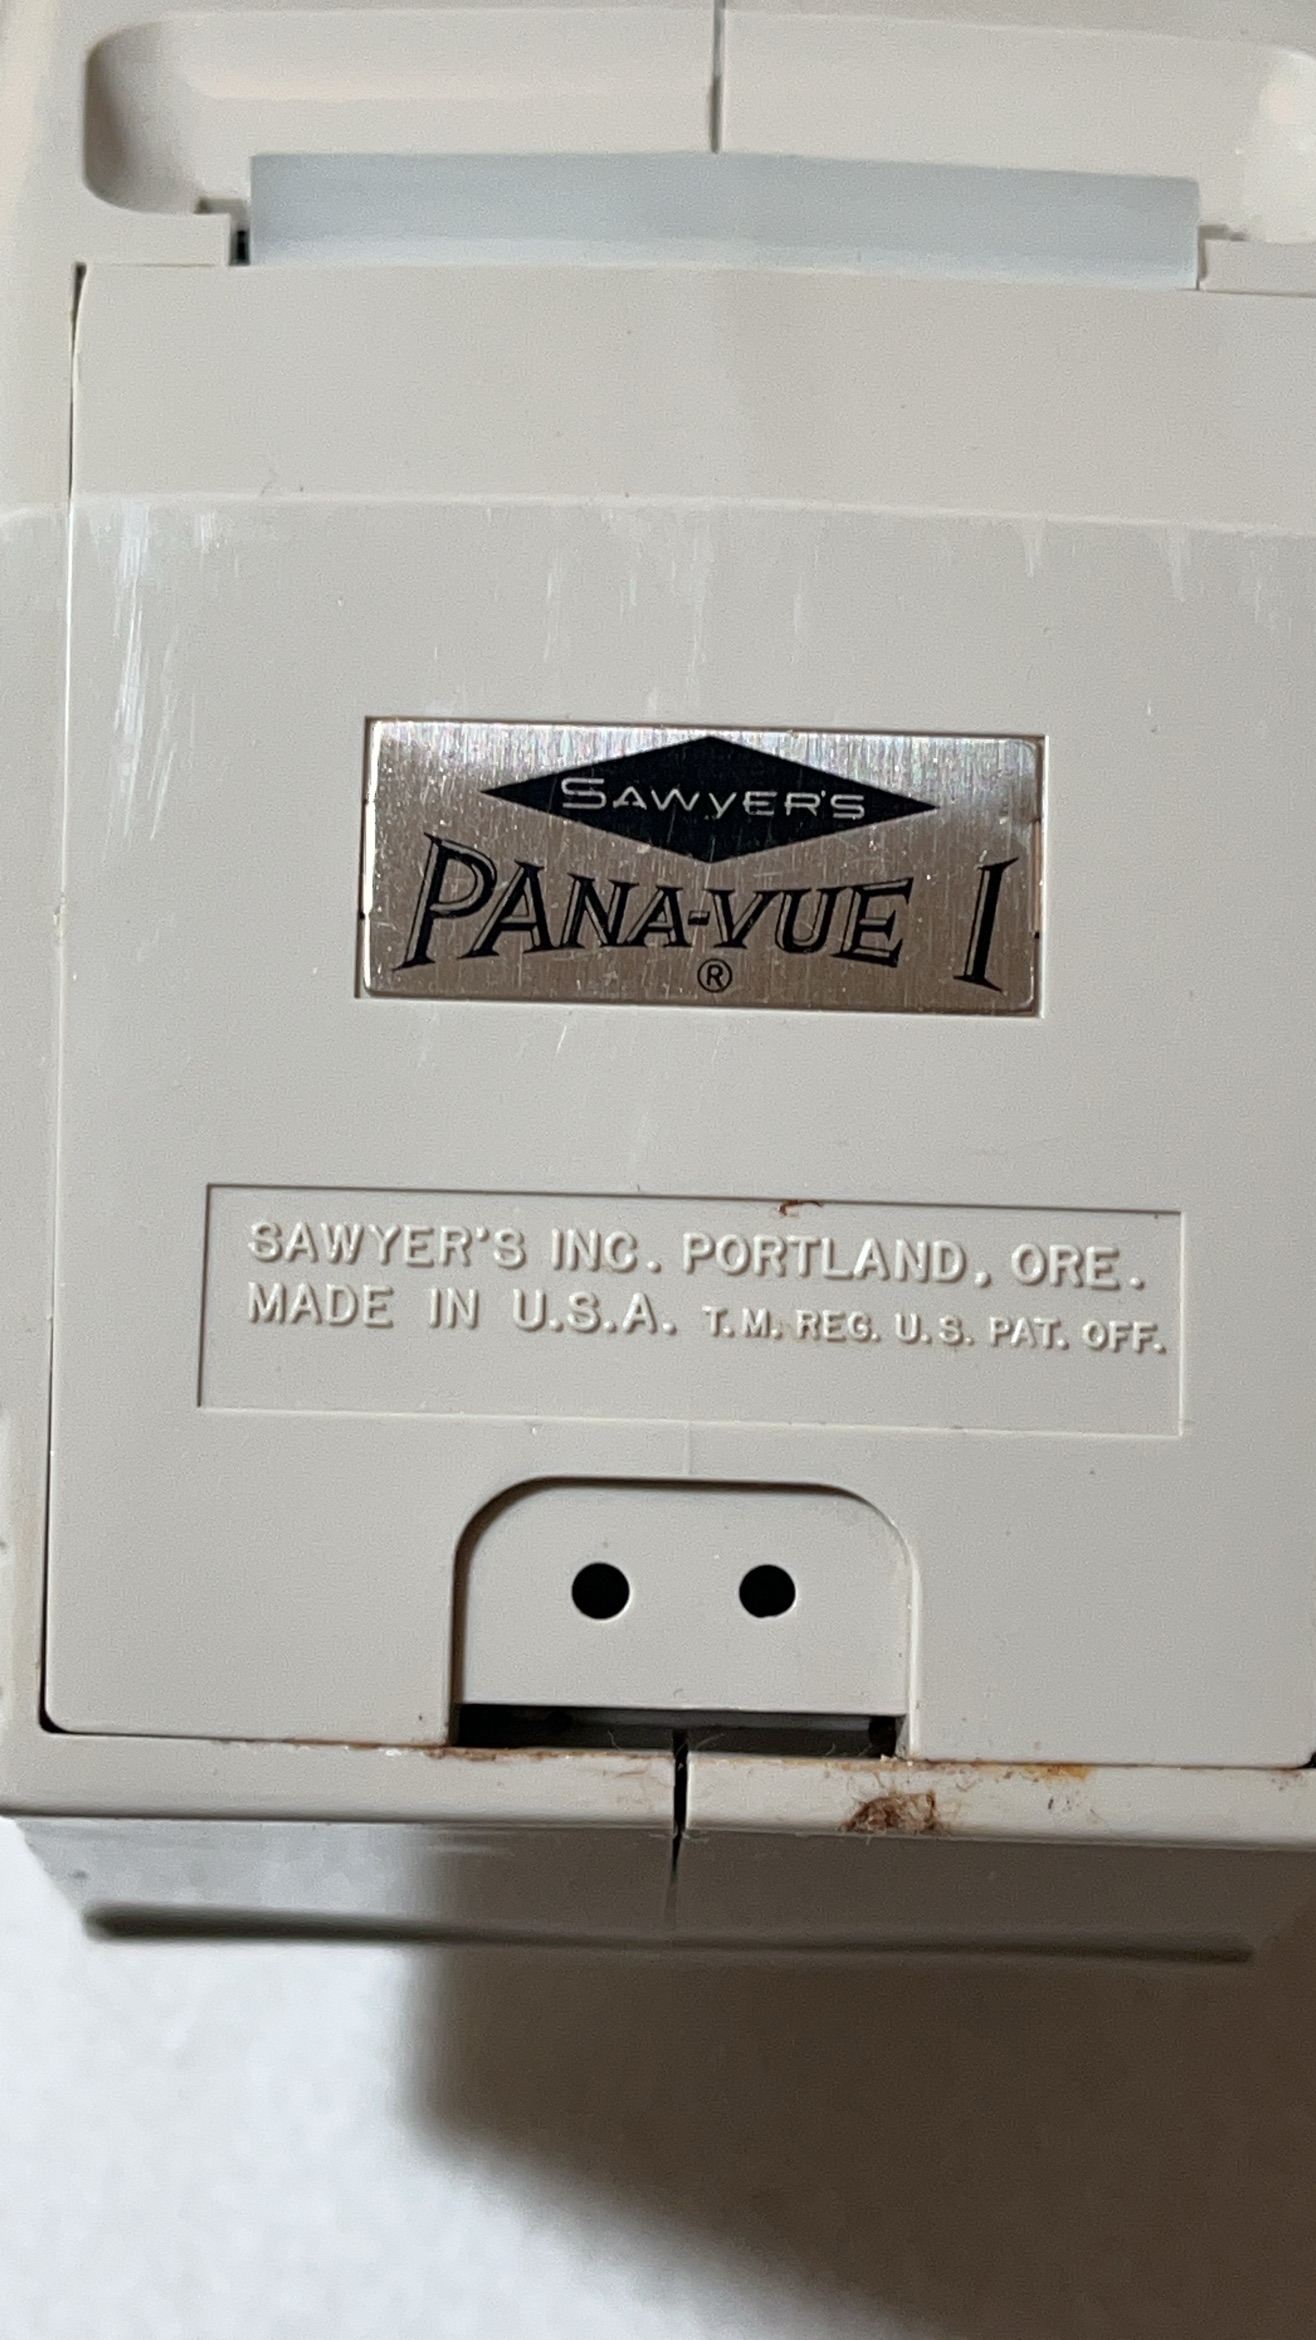 SAWYER'S
PANA-VUE I
®
SAWYER'S INC. PORTLAND, ORE.
MADE IN U.S.A. T.M. REG. U.S. PAT. OFF.